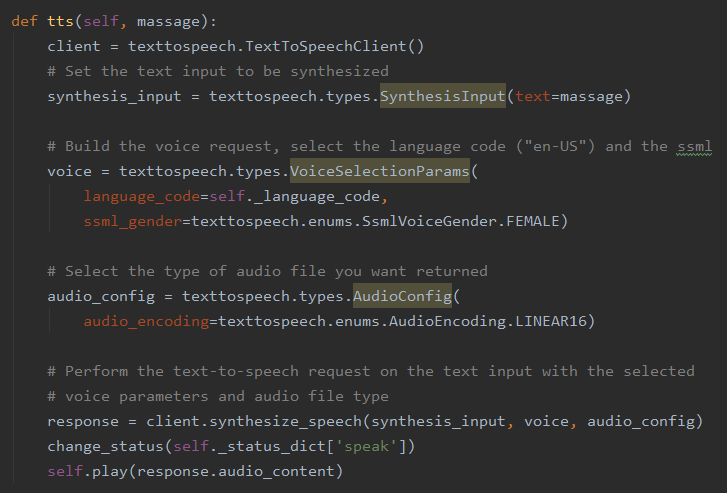 def tts(self, massage):
    client = texttospeech.TextToSpeechClient()
    # Set the text input to be synthesized
    synthesis_input = texttospeech.types.SynthesisInput(text=massage)

    # Build the voice request, select the language code ("en-US") and the ssml
    voice = texttospeech.types.VoiceSelectionParams(
        language_code=self._language_code,
        ssml_gender=texttospeech.enums.SsmlVoiceGender.FEMALE)

    # Select the type of audio file you want returned
    audio_config = texttospeech.types.AudioConfig(
        audio_encoding=texttospeech.enums.AudioEncoding.LINEAR16)

    # Perform the text-to-speech request on the text input with the selected
    # voice parameters and audio file type
    response = client.synthesize_speech(synthesis_input, voice, audio_config)
    change_status(self._status_dict['speak'])
    self.play(response.audio_content)